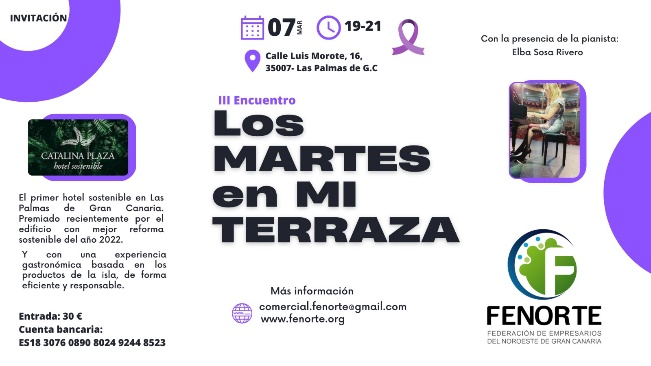 INVITACIÓN
07 MAR
19-21
Calle Luis Morote, 16,
35007- Las Palmas de G.C
Con la presencia de la pianista:
Elba Sosa Rivero
III Encuentro
Los
MARTES
en MI
TERRAZA
CATALINA PLAZA
hotel sostenible
El primer hotel sostenible en Las
Palmas de Gran Canaria.
Premiado recientemente por el
edificio con mejor reforma
sostenible del año 2022.
Y con una experiencia
gastronómica basada en los
productos de la isla, de forma
eficiente y responsable.
Entrada: 30 €
Cuenta bancaria:
ES18 3076 0890 8024 9244 8523
Más información
comercial.fenorte@gmail.com
www.fenorte.org
FENORTE
FEDERACIÓN DE EMPRESARIOS
DEL NOROESTE DE GRAN CANARIA